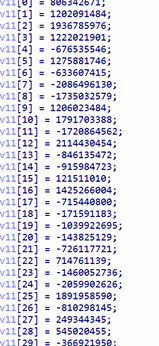 v11[0] = 806342671;
v11[1] = 1202091484;
v11[2] = 1936785976;
v11[3] = 1222021901;
v11[4] = -676535546;
v11[5] = 1275881746;
v11[6] = -633607415;
v11[7] = -2086496130;
v11[8] = -1735032579;
v11[9] = 1206023484;
v11[10] = 1791703388;
v11[11] = -1720864562;
v11[12] = 2114430454;
v11[13] = -846135472;
v11[14] = -915984723;
v11[15] = 121511010;
v11[16] = 1425266004;
v11[17] = -715440800;
v11[18] = -171591183;
v11[19] = -1039922695;
v11[20] = -143825129;
v11[21] = -726117721;
v11[22] = 714761139;
v11[23] = -1460052736;
v11[24] = -2059902626;
v11[25] = 1891958590;
v11[26] = -810298145;
v11[27] = 249344345;
v11[28] = 545020455;
v11[29] = -366921950;